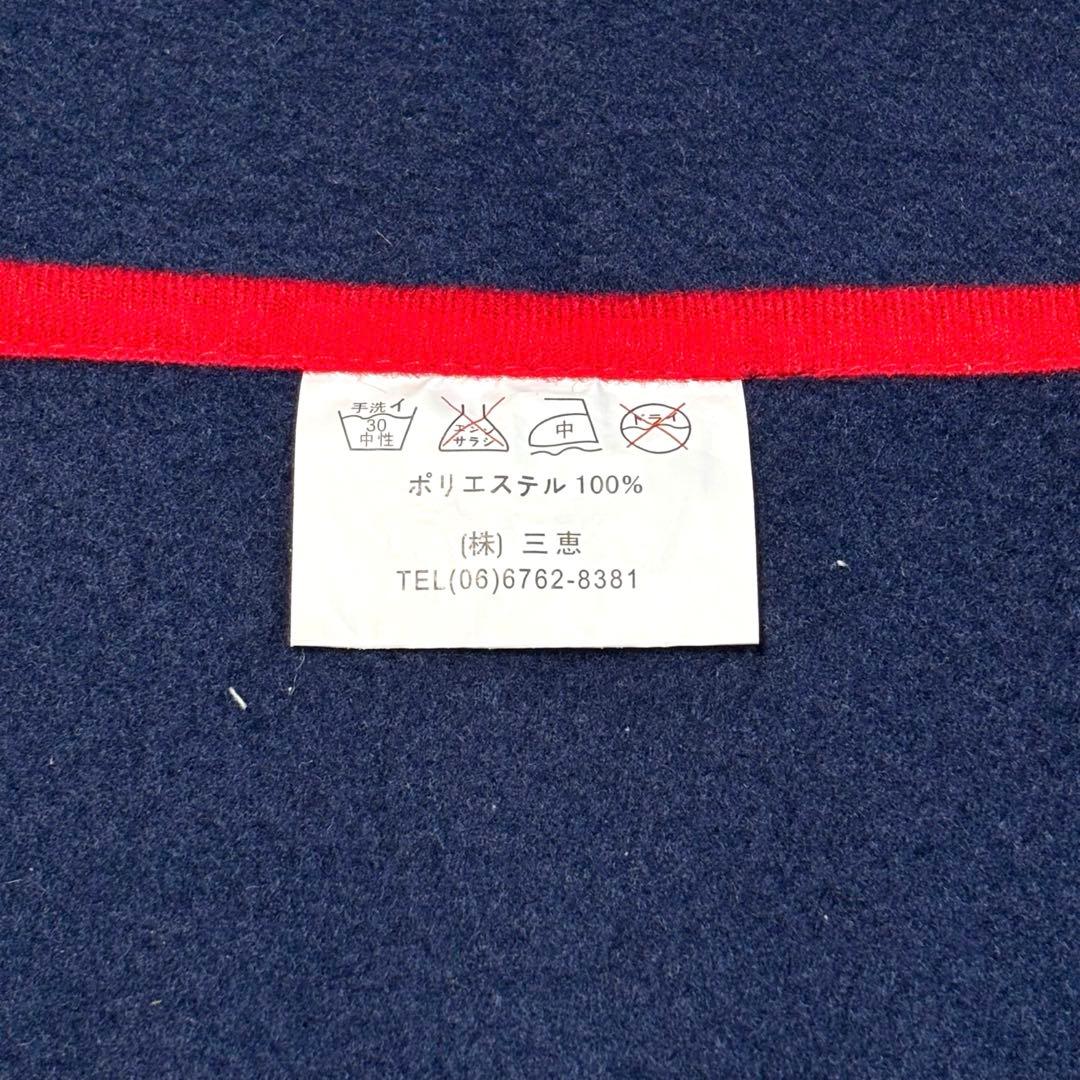 手洗イ
30
中性
エンソ
サラシ
中
ドライ
ポリエステル 100%
(株) 三恵
TEL(06)6762-8381